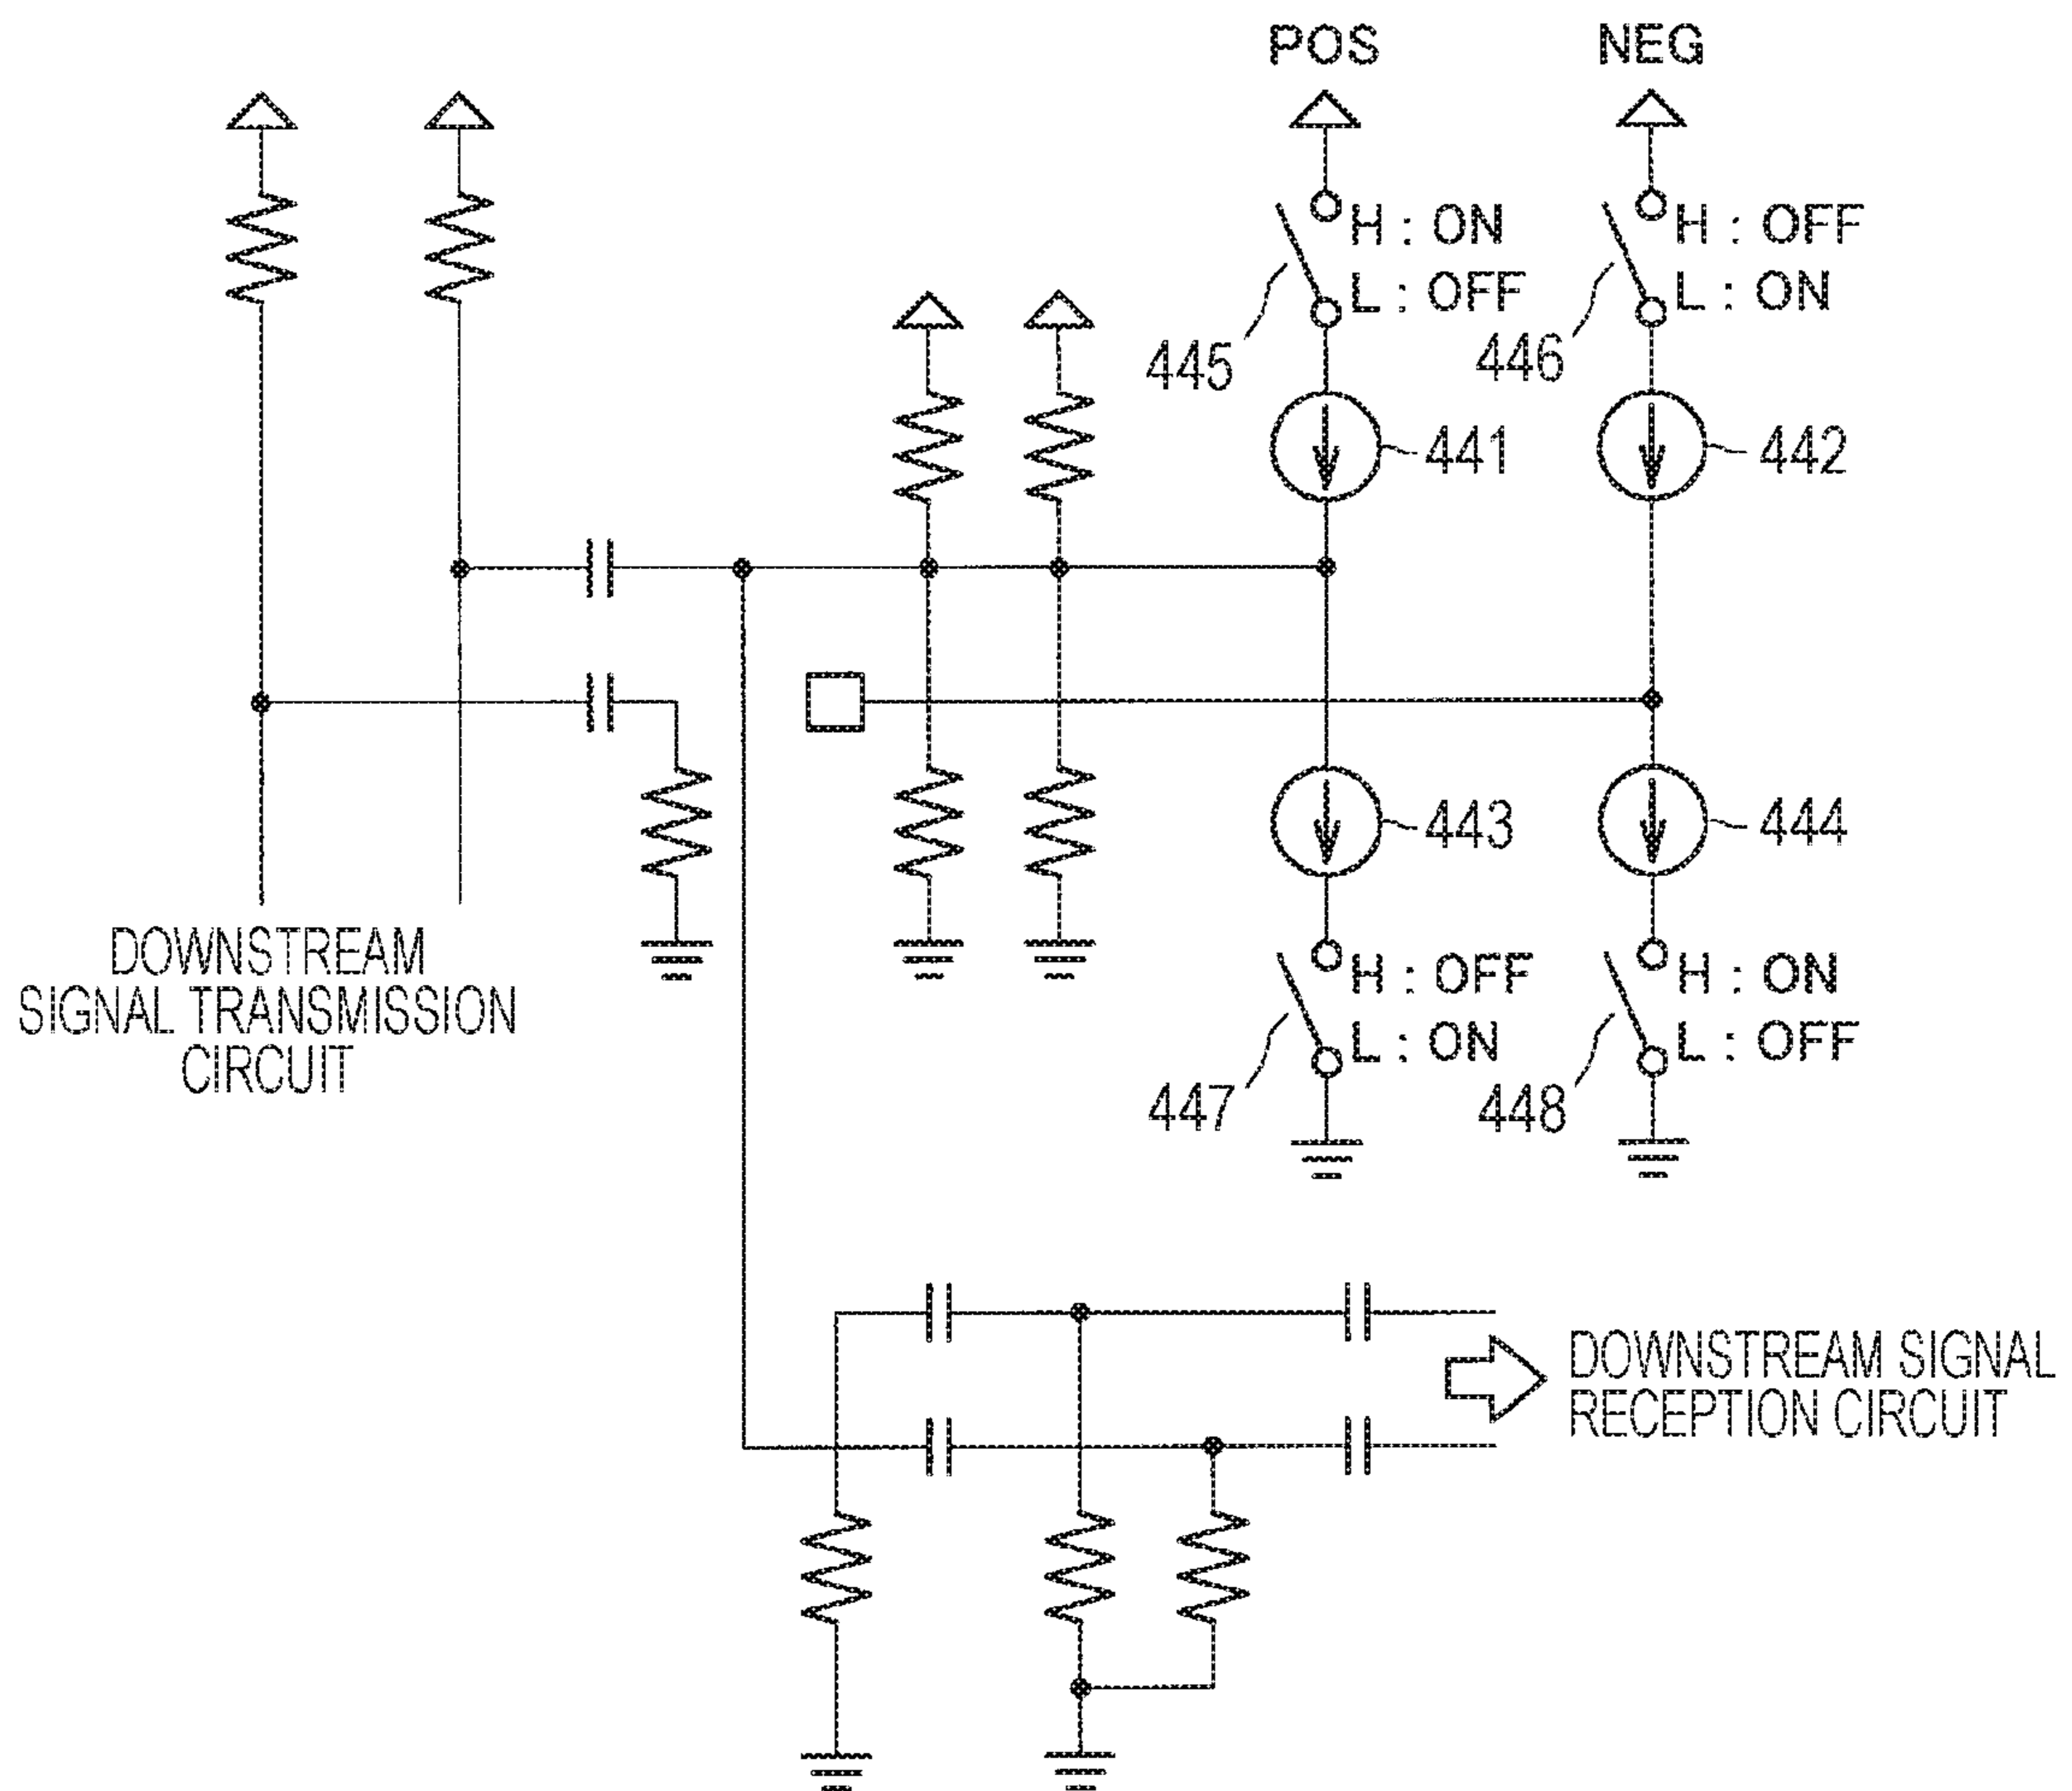 POS
NEG
H : ON
L : OFF
H : OFF
L : ON
445
446
441
442
443
444
DOWNSTREAM
SIGNAL TRANSMISSION
CIRCUIT
H : OFF
L : ON
H : ON
L : OFF
447
448
DOWNSTREAM SIGNAL
RECEPTION CIRCUIT